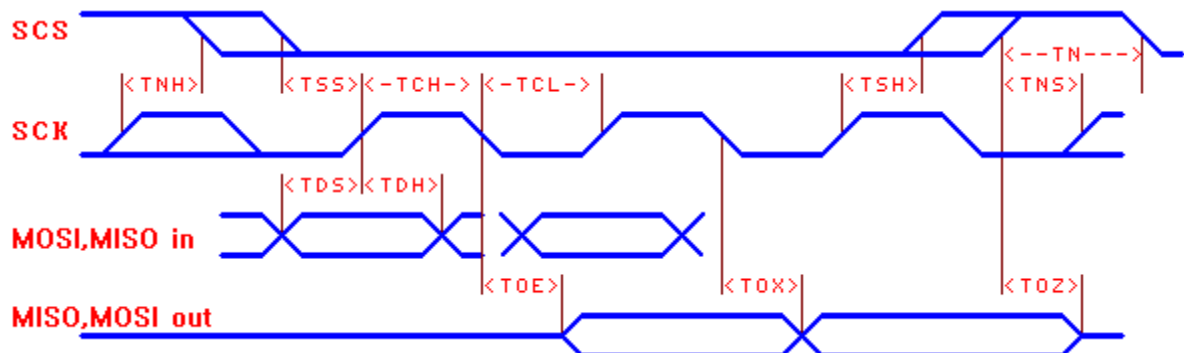 SCS
<--TN--->
<TNH> <TSS> <-TCH-> <-TCL-> <TSH> <TNS>
SCK
<TDS> <TDH>
MOSI,MISO in
<TOE> <TOX> <TOZ>
MISO,MOSI out